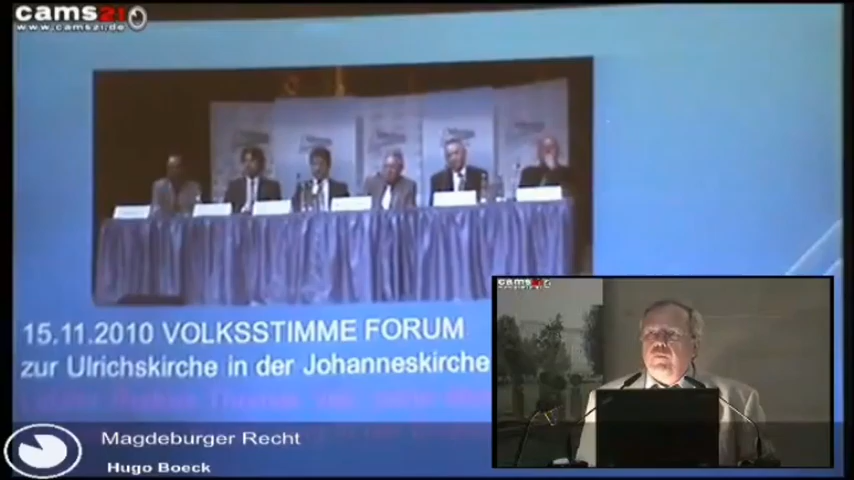 cams21
www.cams21.de
15.11.2010 VOLKSSTIMME FORUM
zur Ulrichskirche in der Johanneskirche
Magdeburger Recht
Hugo Boeck
cams21